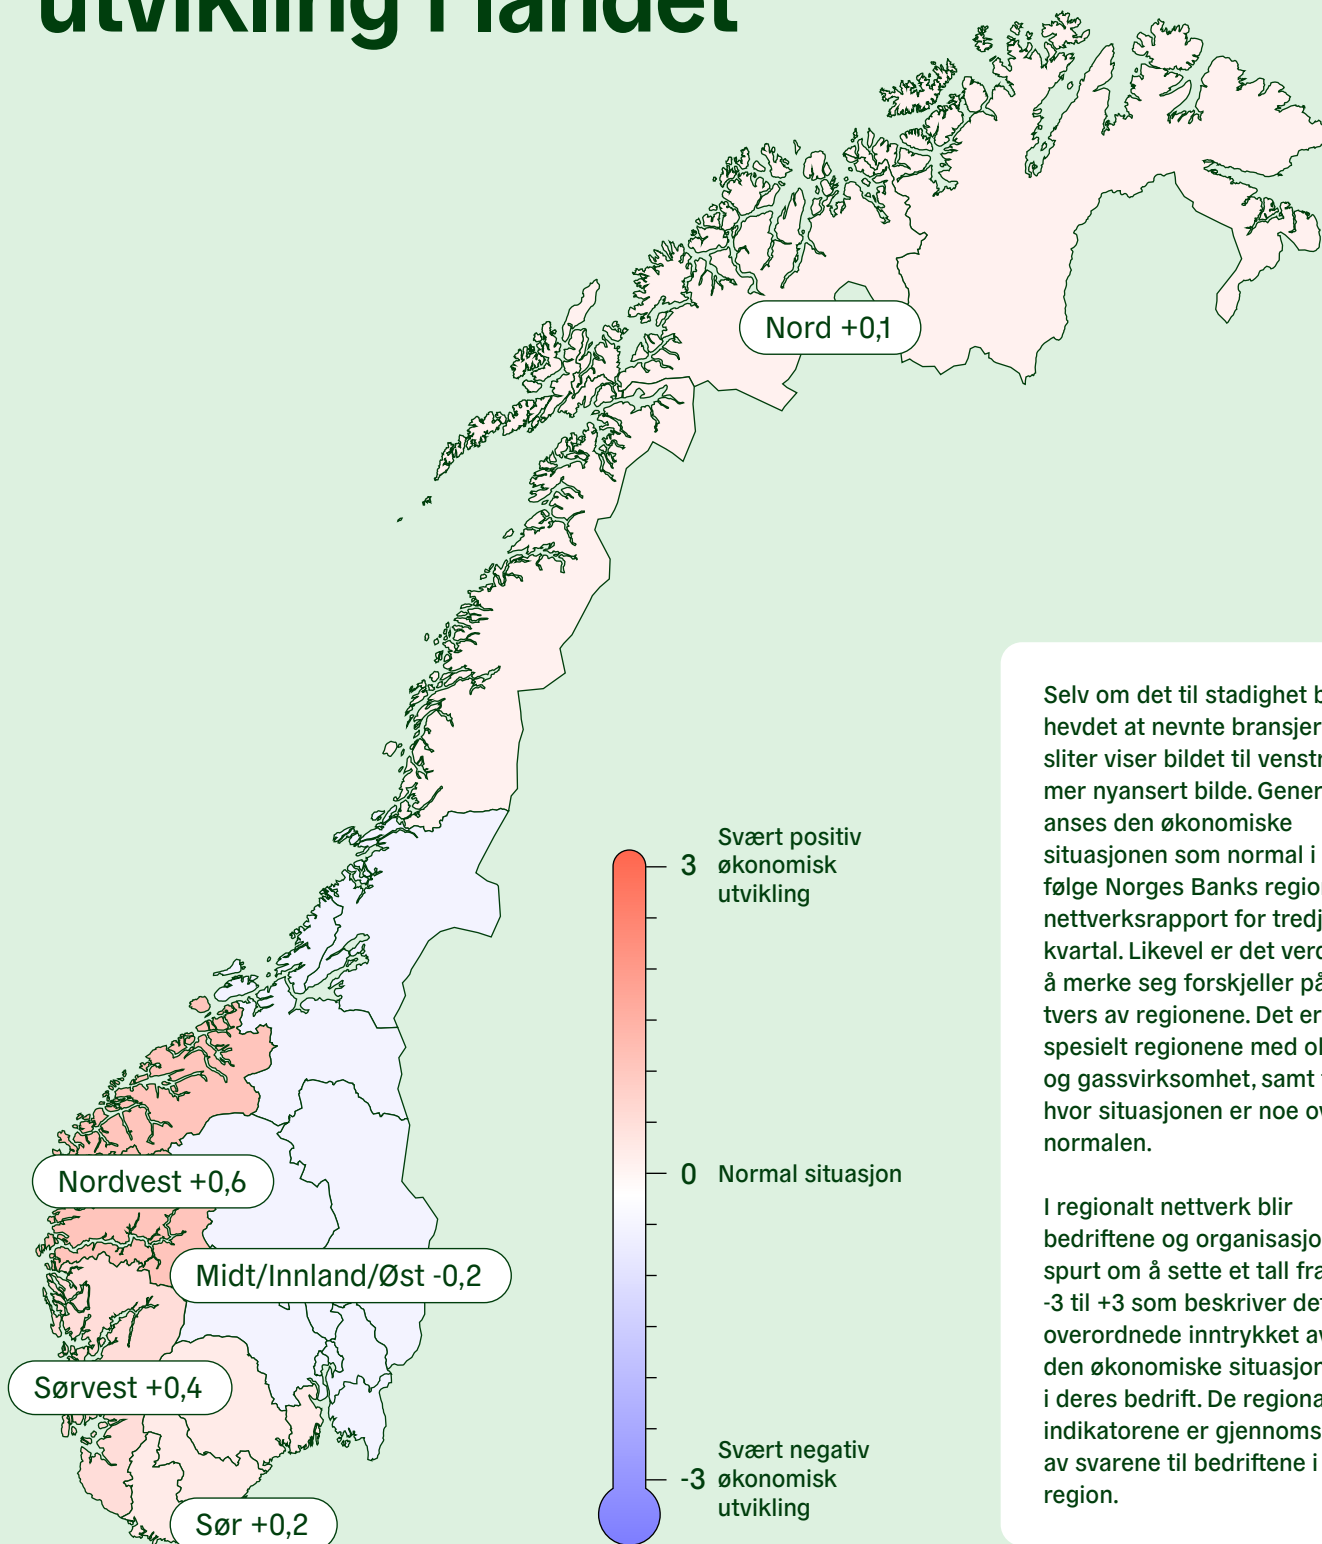 utvikling i landet
Nord +0,1
Nordvest +0,6
Midt/Innland/Øst -0,2
Sørvest +0,4
Sør +0,2
3 Svært positiv
økonomisk
utvikling
0 Normal situasjon
-3 Svært negativ
økonomisk
utvikling
Selv om det til stadighet b
hevdet at nevnte bransjer
sliter viser bildet til venstr
mer nyansert bilde. Gener
anses den økonomiske
situasjonen som normal i
følge Norges Banks regio
nettverksrapport for tredj
kvartal. Likevel er det verd
å merke seg forskjeller på
tvers av regionene. Det er
spesielt regionene med ol
og gassvirksomhet, samt
hvor situasjonen er noe ov
normalen.
I regionalt nettverk blir
bedriftene og organisasjo
spurt om å sette et tall fra
-3 til +3 som beskriver det
overordnede inntrykket av
den økonomiske situasjon
i deres bedrift. De regiona
indikatorene er gjennoms
av svarene til bedriftene i
region.